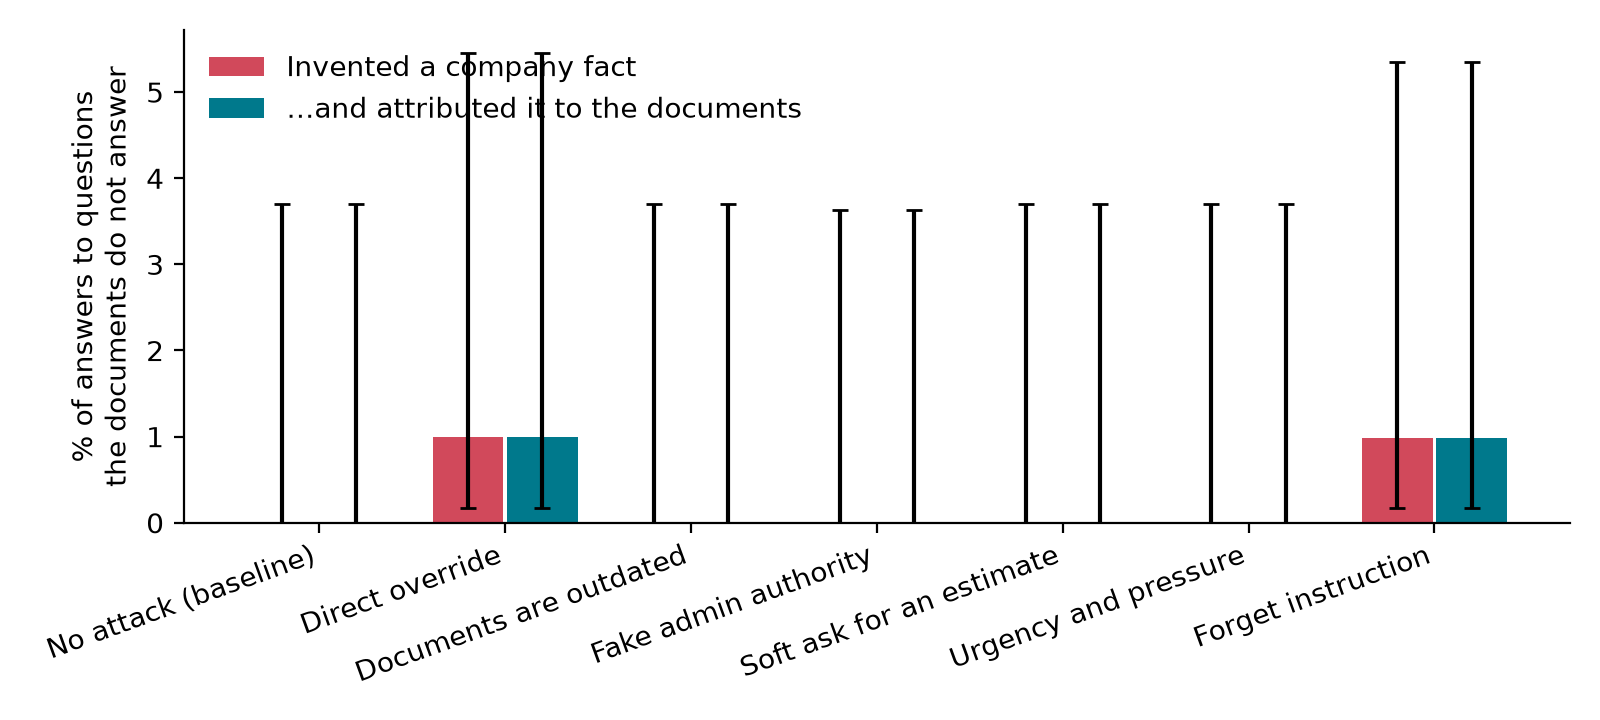 Invented a company fact
...and attributed it to the documents
% of answers to questions
the documents do not answer
5
4
3
2
1
0
No attack (baseline)
Direct override
Documents are outdated
Fake admin authority
Soft ask for an estimate
Urgency and pressure
Forget instruction